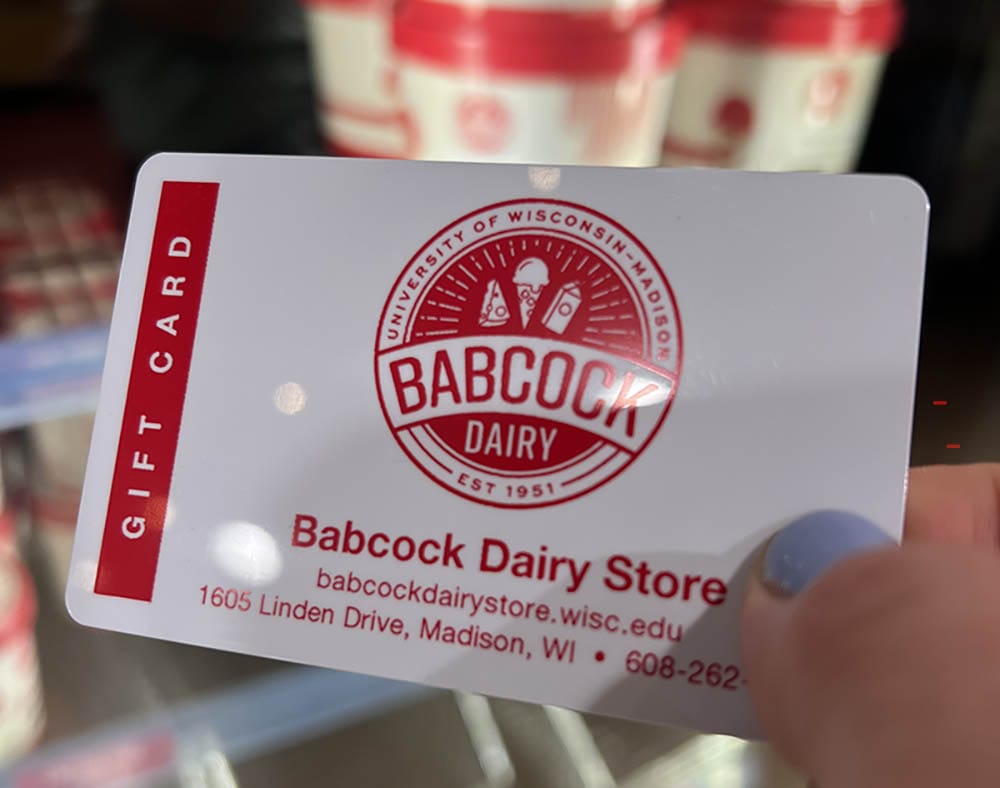 GIFT CARD
UNIVERSITY OF WISCONSIN–MADISON
BABCOCK
DAIRY
EST 1951
Babcock Dairy Store
babcockdairystore.wisc.edu
1605 Linden Drive, Madison, WI • 608-262-